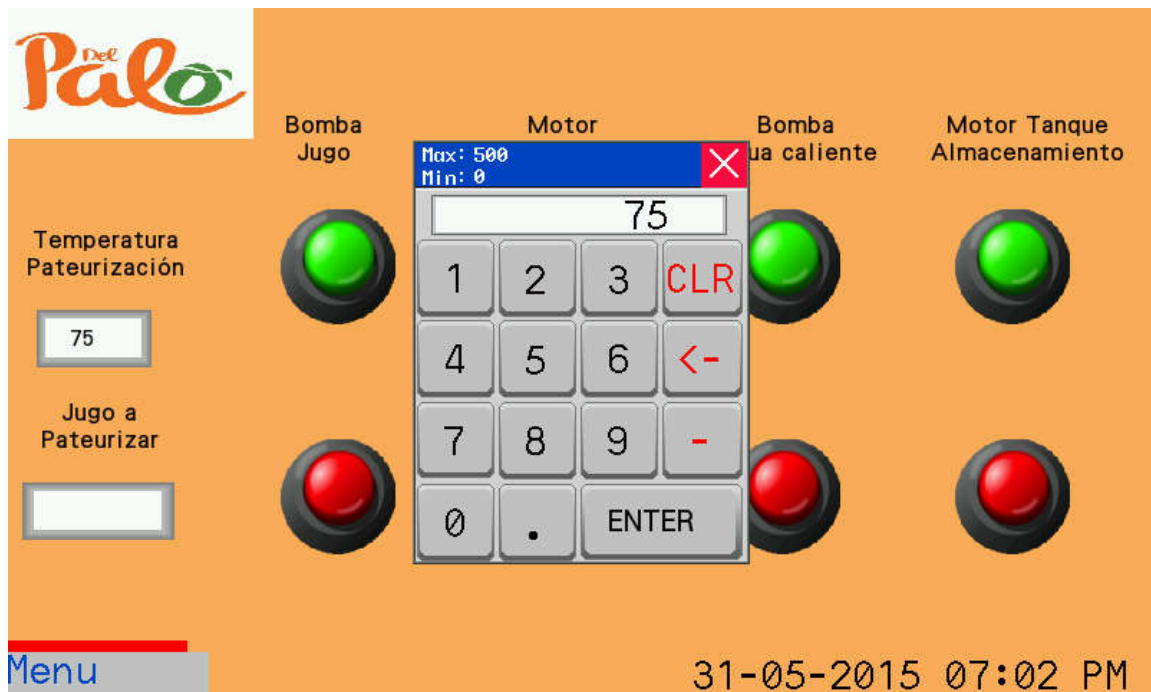 Del
Palo
Bomba
Jugo
Motor
Bomba
ua caliente
Motor Tanque
Almacenamiento
Max: 500
Min: 0
75
1 2 3 CLR
4 5 6 <-
7 8 9 -
0 . ENTER
Temperatura
Pateurización
75
Jugo a
Pateurizar
Menu
31-05-2015 07:02 PM